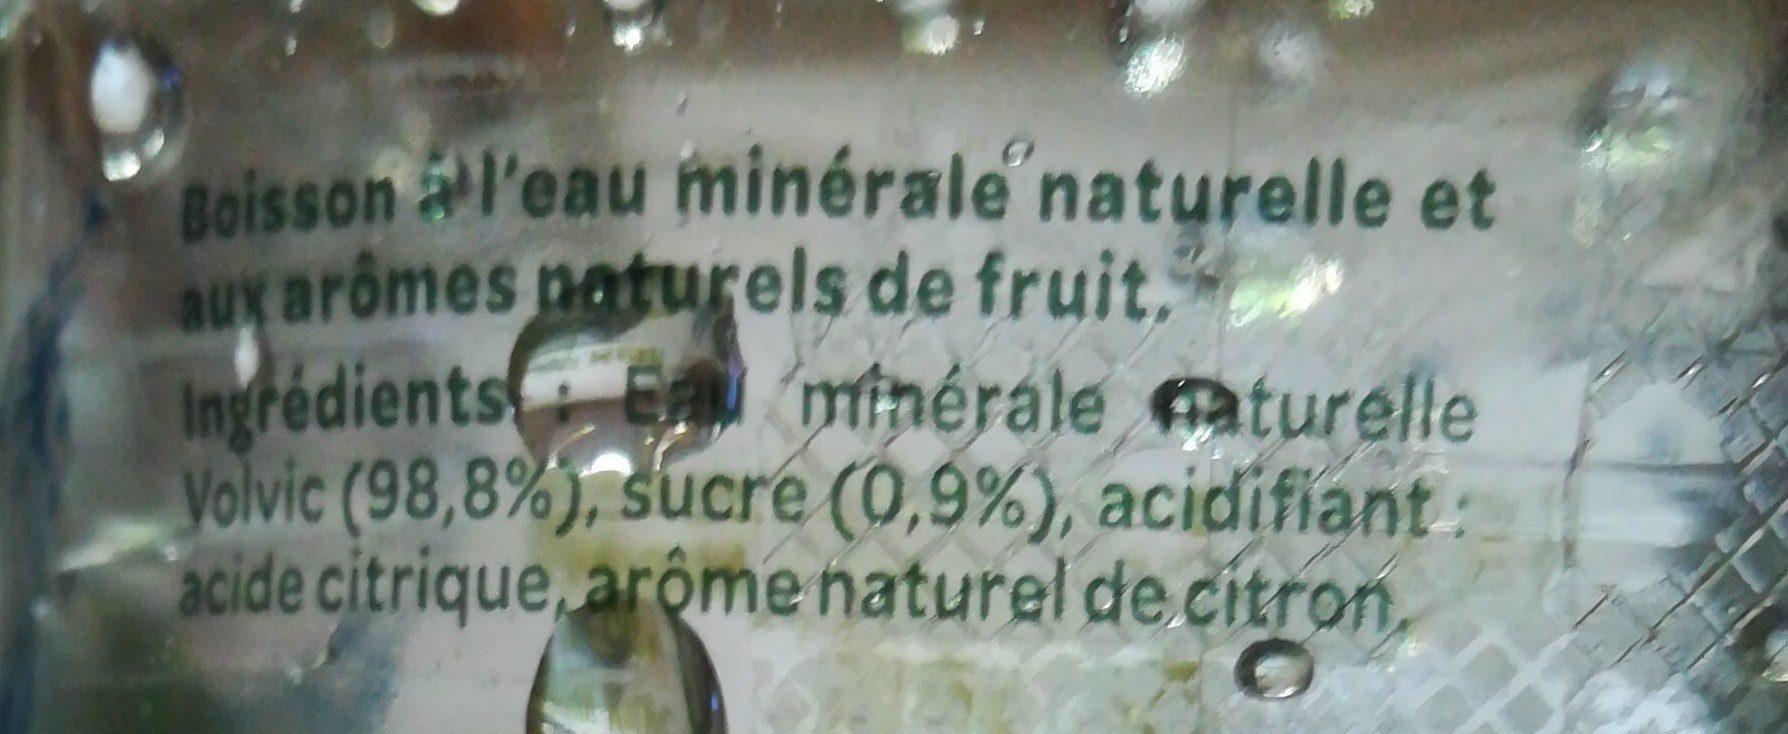 Boisson à l'eau minérale naturelle et
aux arômes naturels de fruit.
Ingrédients : Eau minérale naturelle
Volvic (98,8%), sucre (0,9%), acidifiant :
acide citrique, arôme naturel de citron.